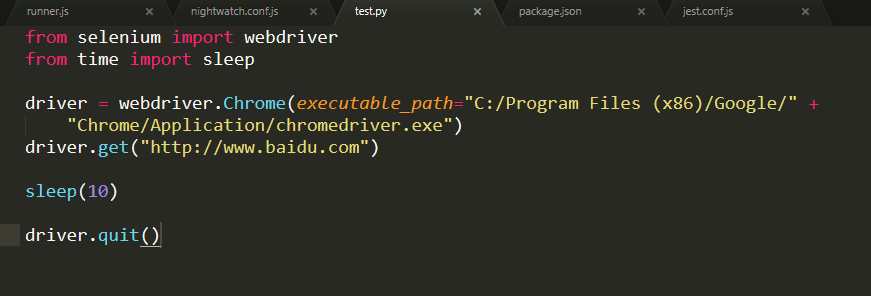 runner.js × nightwatch.conf.js × test.py × package.json × jest.conf.js ×
from selenium import webdriver
from time import sleep
driver = webdriver.Chrome(executable_path="C:/Program Files (x86)/Google/" +
"Chrome/Application/chromedriver.exe")
driver.get("http://www.baidu.com")
sleep(10)
driver.quit()